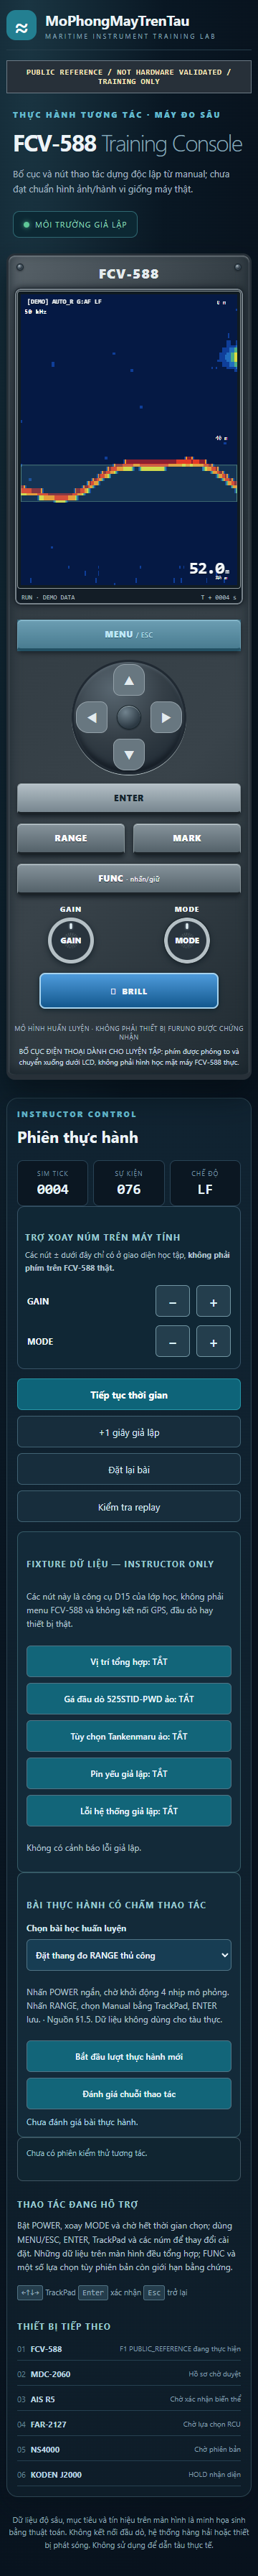 MoPhongMayTrenTau
MARITIME INSTRUMENT TRAINING LAB
PUBLIC REFERENCE / NOT HARDWARE VALIDATED /
TRAINING ONLY
THỰC HÀNH TƯƠNG TÁC · MÁY ĐO SÂU
FCV-588 Training Console
Bố cục và nút thao tác dựng độc lập từ manual; chưa
đạt chuẩn hình ảnh/hành vi giống máy thật.
MÔI TRƯỜNG GIẢ LẬP
FCV-588
[DEMO] AUTO_R G:AF LF
50 kHz
40 m
52.0m
RUN · DEMO DATA
T + 0004 s
MENU / ESC
ENTER
RANGE
MARK
FUNC · nhấn/giữ
GAIN
MODE
GAIN
MODE
BRILL
MÔ HÌNH HUẤN LUYỆN · KHÔNG PHẢI THIẾT BỊ FURUNO ĐƯỢC CHỨNG
NHẬN
BỐ CỤC ĐIỆN THOẠI DÀNH CHO LUYỆN TẬP: phím được phóng to và
chuyển xuống dưới LCD, không phải hình học mặt máy FCV-588 thực.
INSTRUCTOR CONTROL
Phiên thực hành
SIM TICK
0004
SỰ KIỆN
076
CHẾ ĐỘ
LF
TRỢ XOAY NÚM TRÊN MÁY TÍNH
Các nút ± dưới đây chỉ có ở giao diện học tập, không phải
phím trên FCV-588 thật.
GAIN
−
+
MODE
−
+
Tiếp tục thời gian
+1 giây giả lập
Đặt lại bài
Kiểm tra replay
FIXTURE DỮ LIỆU — INSTRUCTOR ONLY
Các nút này là công cụ D15 của lớp học, không phải
menu FCV-588 và không kết nối GPS, đầu dò hay
thiết bị thật.
Vị trí tổng hợp: TẮT
Gá đầu dò 525STID-PWD ảo: TẮT
Tùy chọn Tankenmaru ảo: TẮT
Pin yếu giả lập: TẮT
Lỗi hệ thống giả lập: TẮT
Không có cảnh báo lỗi giả lập.
BÀI THỰC HÀNH CÓ CHẤM THAO TÁC
Chọn bài học huấn luyện
Đặt thang đo RANGE thủ công
Nhấn POWER ngắn, chờ khởi động 4 nhịp mô phỏng.
Nhấn RANGE, chọn Manual bằng TrackPad, ENTER
lưu. · Nguồn §1.5. Dữ liệu không dùng cho tàu thực.
Bắt đầu lượt thực hành mới
Đánh giá chuỗi thao tác
Chưa đánh giá bài thực hành.
Chưa có phiên kiểm thử tương tác.
THAO TÁC ĐANG HỖ TRỢ
Bật POWER, xoay MODE và chờ hết thời gian chọn; dùng
MENU/ESC, ENTER, TrackPad và các núm để thay đổi cài
đặt. Những dữ liệu trên màn hình đều tổng hợp; FUNC và
một số lựa chọn tùy phiên bản còn giới hạn bằng chứng.
←↑↓→ TrackPad Enter xác nhận Esc trở lại
THIẾT BỊ TIẾP THEO
01 FCV-588 F1 PUBLIC_REFERENCE đang thực hiện
02 MDC-2060 Hồ sơ chờ duyệt
03 AIS R5 Chờ xác nhận biến thể
04 FAR-2127 Chờ lựa chọn RCU
05 NS4000 Chờ phiên bản
06 KODEN J2000 HOLD nhận diện
Dữ liệu độ sâu, mục tiêu và tín hiệu trên màn hình là minh họa sinh
bằng thuật toán. Không kết nối đầu dò, hệ thống hàng hải hoặc thiết
bị phát sóng. Không sử dụng để dẫn tàu thực tế.